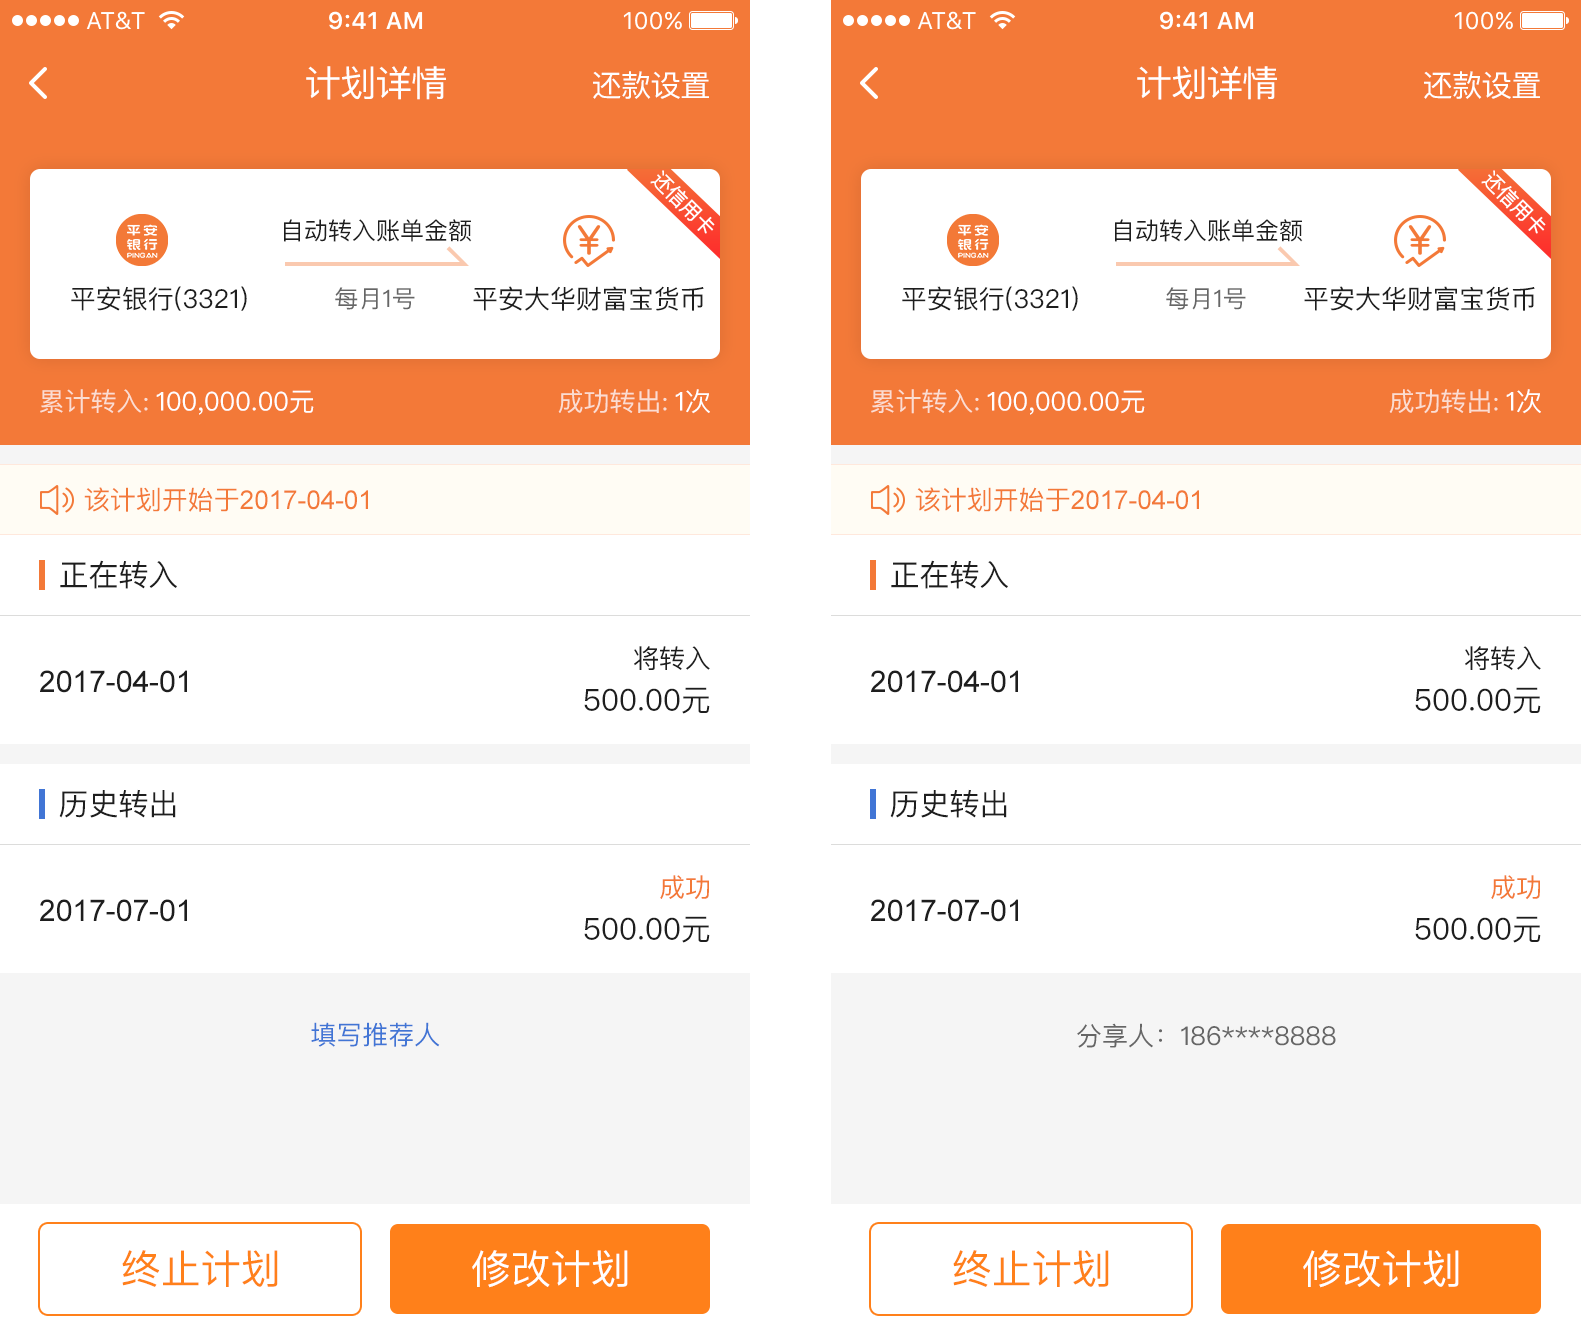 AT&T 9:41 AM 100%
计划详情 还款设置
还信用卡
平安
银行
PINGAN
自动转入账单金额
¥
平安银行(3321) 每月1号 平安大华财富宝货币
累计转入: 100,000.00元 成功转出: 1次
该计划开始于2017-04-01
正在转入
将转入
2017-04-01
500.00元
历史转出
成功
2017-07-01
500.00元
填写推荐人
终止计划 修改计划
AT&T 9:41 AM 100%
计划详情 还款设置
还信用卡
平安
银行
PINGAN
自动转入账单金额
¥
平安银行(3321) 每月1号 平安大华财富宝货币
累计转入: 100,000.00元 成功转出: 1次
该计划开始于2017-04-01
正在转入
将转入
2017-04-01
500.00元
历史转出
成功
2017-07-01
500.00元
分享人：186****8888
终止计划 修改计划